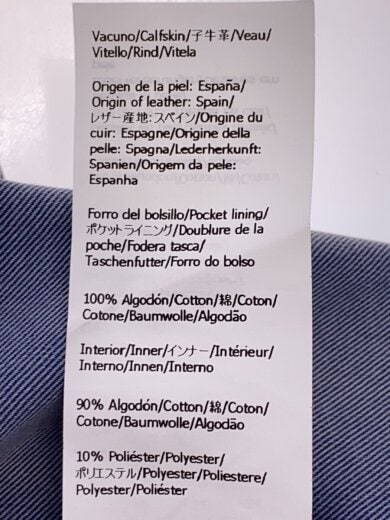 Vacuno/Calfskin/子牛革/Veau/
Vitello/Rind/Vitela
Origen de la piel: España/
Origin of leather: Spain/
レザー産地: スペイン/Origine du
cuir: Espagne/Origine della
pelle: Spagna/Lederherkunft:
Spanien/Origem da pele:
Espanha
Forro del bolsillo/Pocket lining/
ポケットライニング/Doublure de la
poche/Fodera tasca/
Taschenfutter/Forro do bolso
100% Algodón/Cotton/綿/Coton/
Cotone/Baumwolle/Algodão
Interior/Inner/インナー/Intérieur/
Interno/Innen/Interno
90% Algodón/Cotton/綿/Coton/
Cotone/Baumwolle/Algodão
10% Poliéster/Polyester/
ポリエステル/Polyester/Poliestere/
Polyester/Poliéster